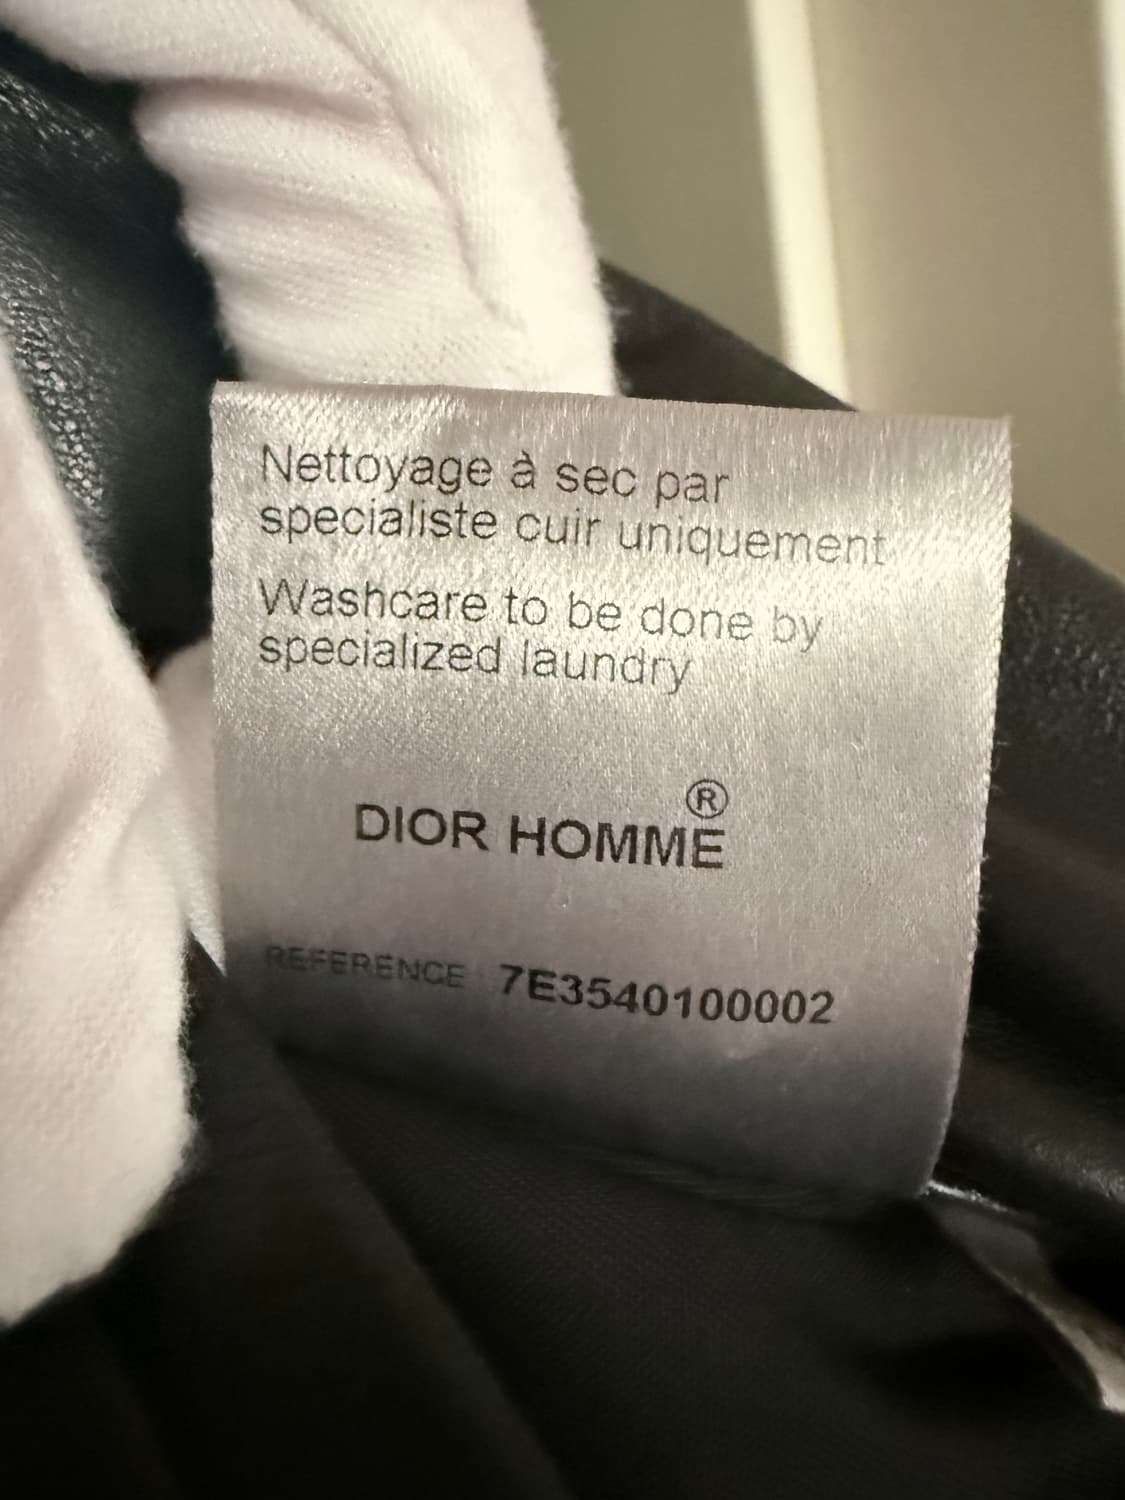 Nettoyage à sec par
specialiste cuir uniquement
Washcare to be done by
specialized laundry
DIOR HOMME®
REFERENCE 7E3540100002